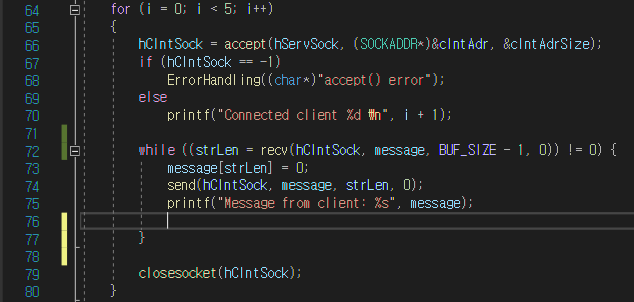 64 for (i = 0; i < 5; i++)
65 {
66 hClntSock = accept(hServSock, (SOCKADDR*)&clntAdr, &clntAdrSize);
67 if (hClntSock == -1)
68 ErrorHandling((char*)"accept() error");
69 else
70 printf("Connected client %d ₩n", i + 1);
71
72 while ((strLen = recv(hClntSock, message, BUF_SIZE - 1, 0)) != 0) {
73 message[strLen] = 0;
74 send(hClntSock, message, strLen, 0);
75 printf("Message from client: %s", message);
76
77 }
78
79 closesocket(hClntSock);
80 }